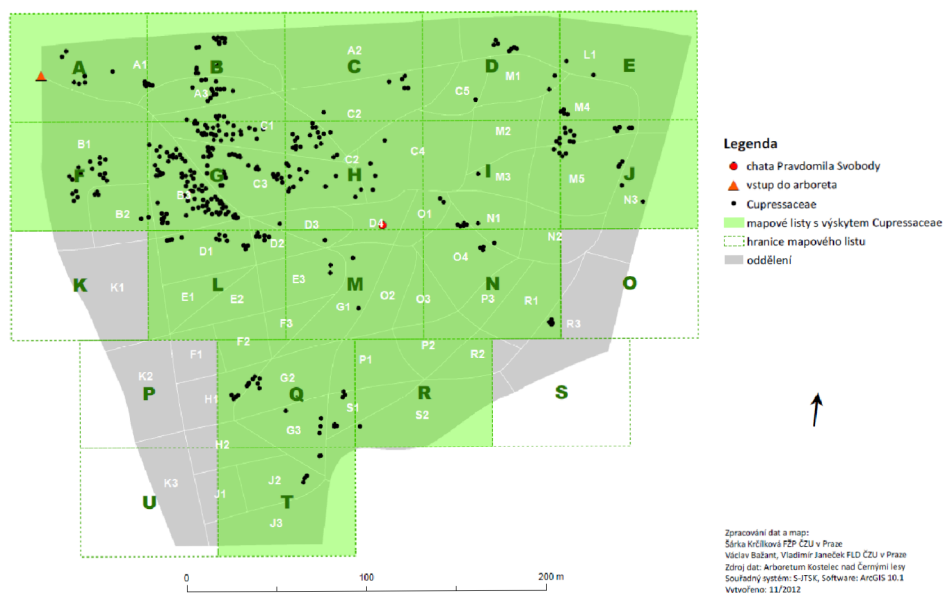 A2
L1
A
A1
B
C
D
M1
E
A3
C5
M4
C2
C1
M2
B1
C2
C4
F
G
C3
H
I
M3
M5
J
B2
D3
D4
O1
N1
N3
D1
D2
O4
N2
K
K1
L
E3
M
N
O
E1
E2
G1
O2
O3
P3
R1
F3
R3
F2
F1
P1
P2
R2
K2
G2
P
H1
Q
S1
R
S
S2
G3
H2
K3
J2
U
J1
T
J3
0
100
200 m
Legenda
chata Pravdomila Svobody
vstup do arboreta
Cupressaceae
mapové listy s výskytem Cupressaceae
hranice mapového listu
oddělení
Zpracování dat a map:
Šárka Krčílková FŽP ČZU v Praze
Václav Bažant, Vladimír Janeček FLD ČZU v Praze
Zdroj dat: Arboretum Kostelec nad Černými lesy
Souřadný systém: S-JTSK, Software: ArcGIS 10.1
Vytvořeno: 11/2012